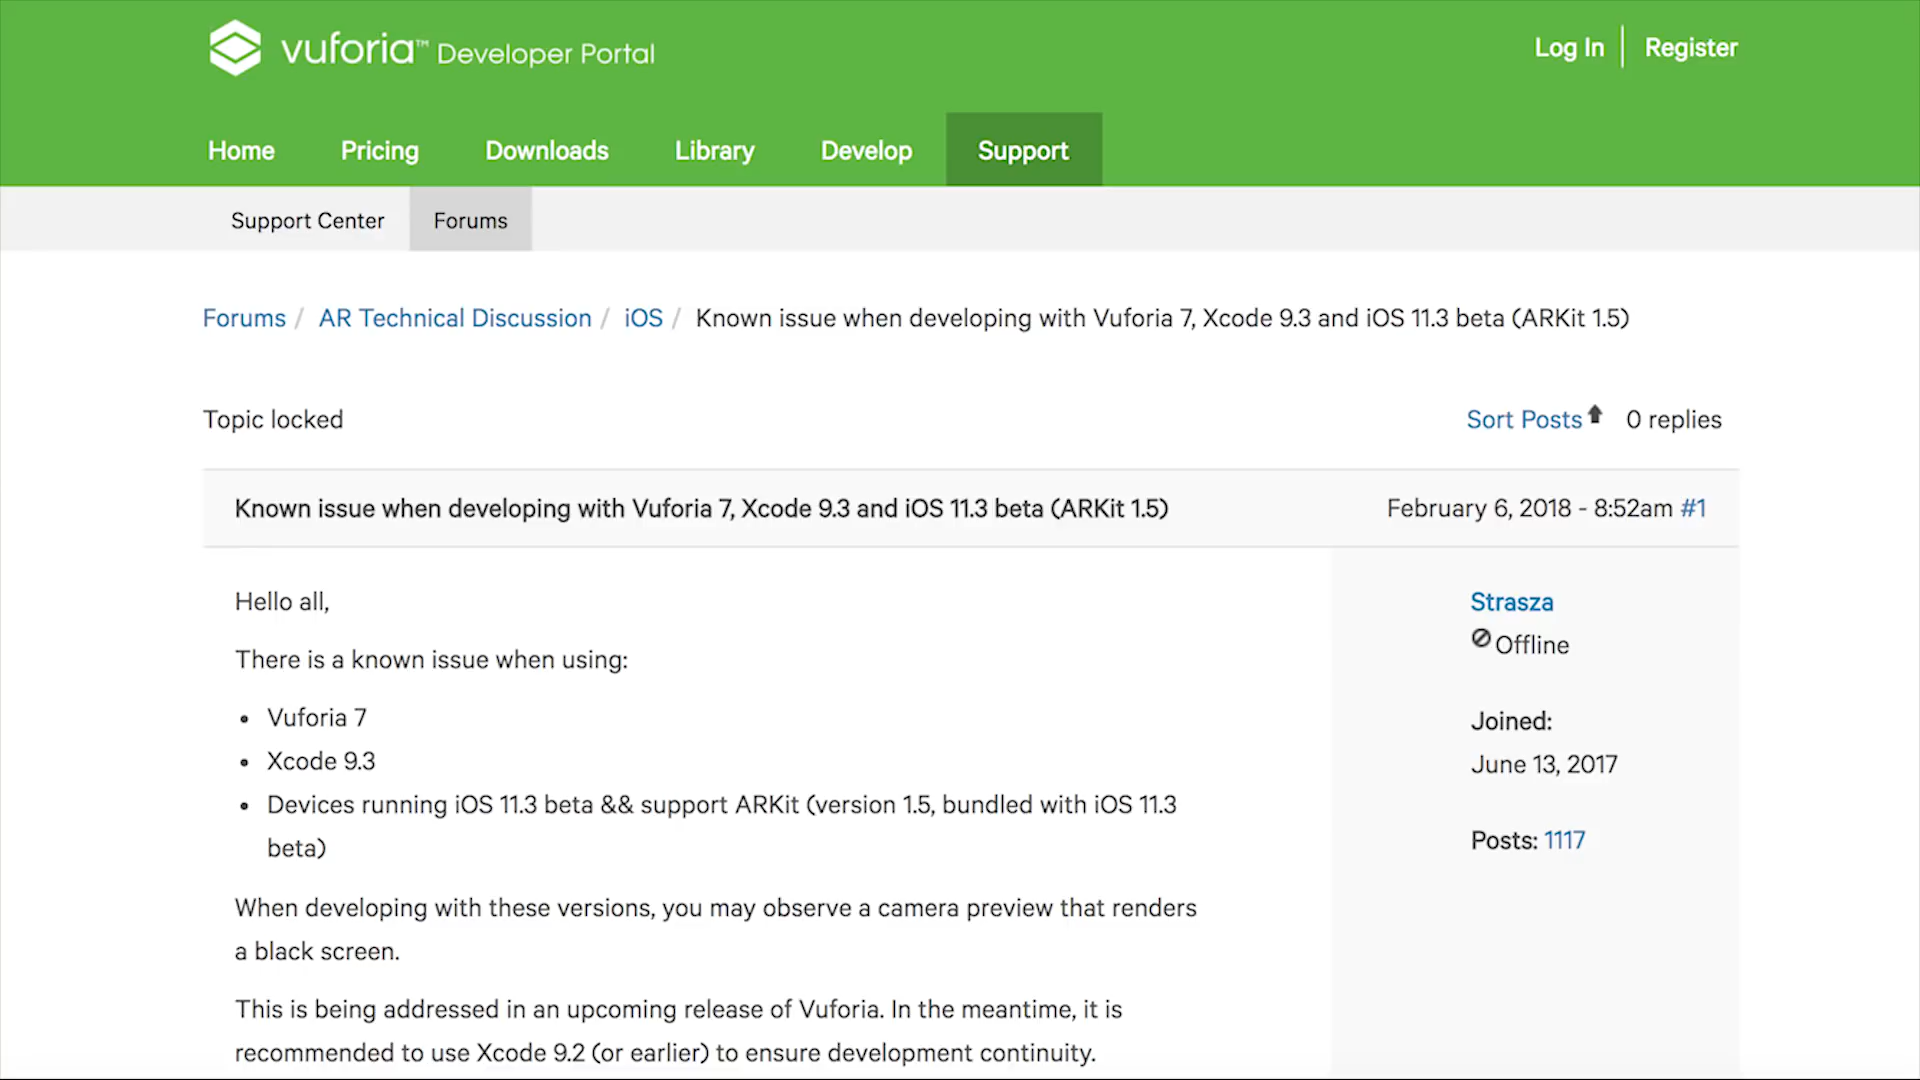 vuforia™ Developer Portal
Log In
Register
Home
Pricing
Downloads
Library
Develop
Support
Support Center
Forums
Forums / AR Technical Discussion / iOS / Known issue when developing with Vuforia 7, Xcode 9.3 and iOS 11.3 beta (ARKit 1.5)
Topic locked
Sort Posts
0 replies
Known issue when developing with Vuforia 7, Xcode 9.3 and iOS 11.3 beta (ARKit 1.5)
February 6, 2018 - 8:52am #1
Hello all,
There is a known issue when using:
• Vuforia 7
• Xcode 9.3
• Devices running iOS 11.3 beta && support ARKit (version 1.5, bundled with iOS 11.3
beta)
When developing with these versions, you may observe a camera preview that renders
a black screen.
This is being addressed in an upcoming release of Vuforia. In the meantime, it is
recommended to use Xcode 9.2 (or earlier) to ensure development continuity.
Strasza
Offline
Joined:
June 13, 2017
Posts: 1117